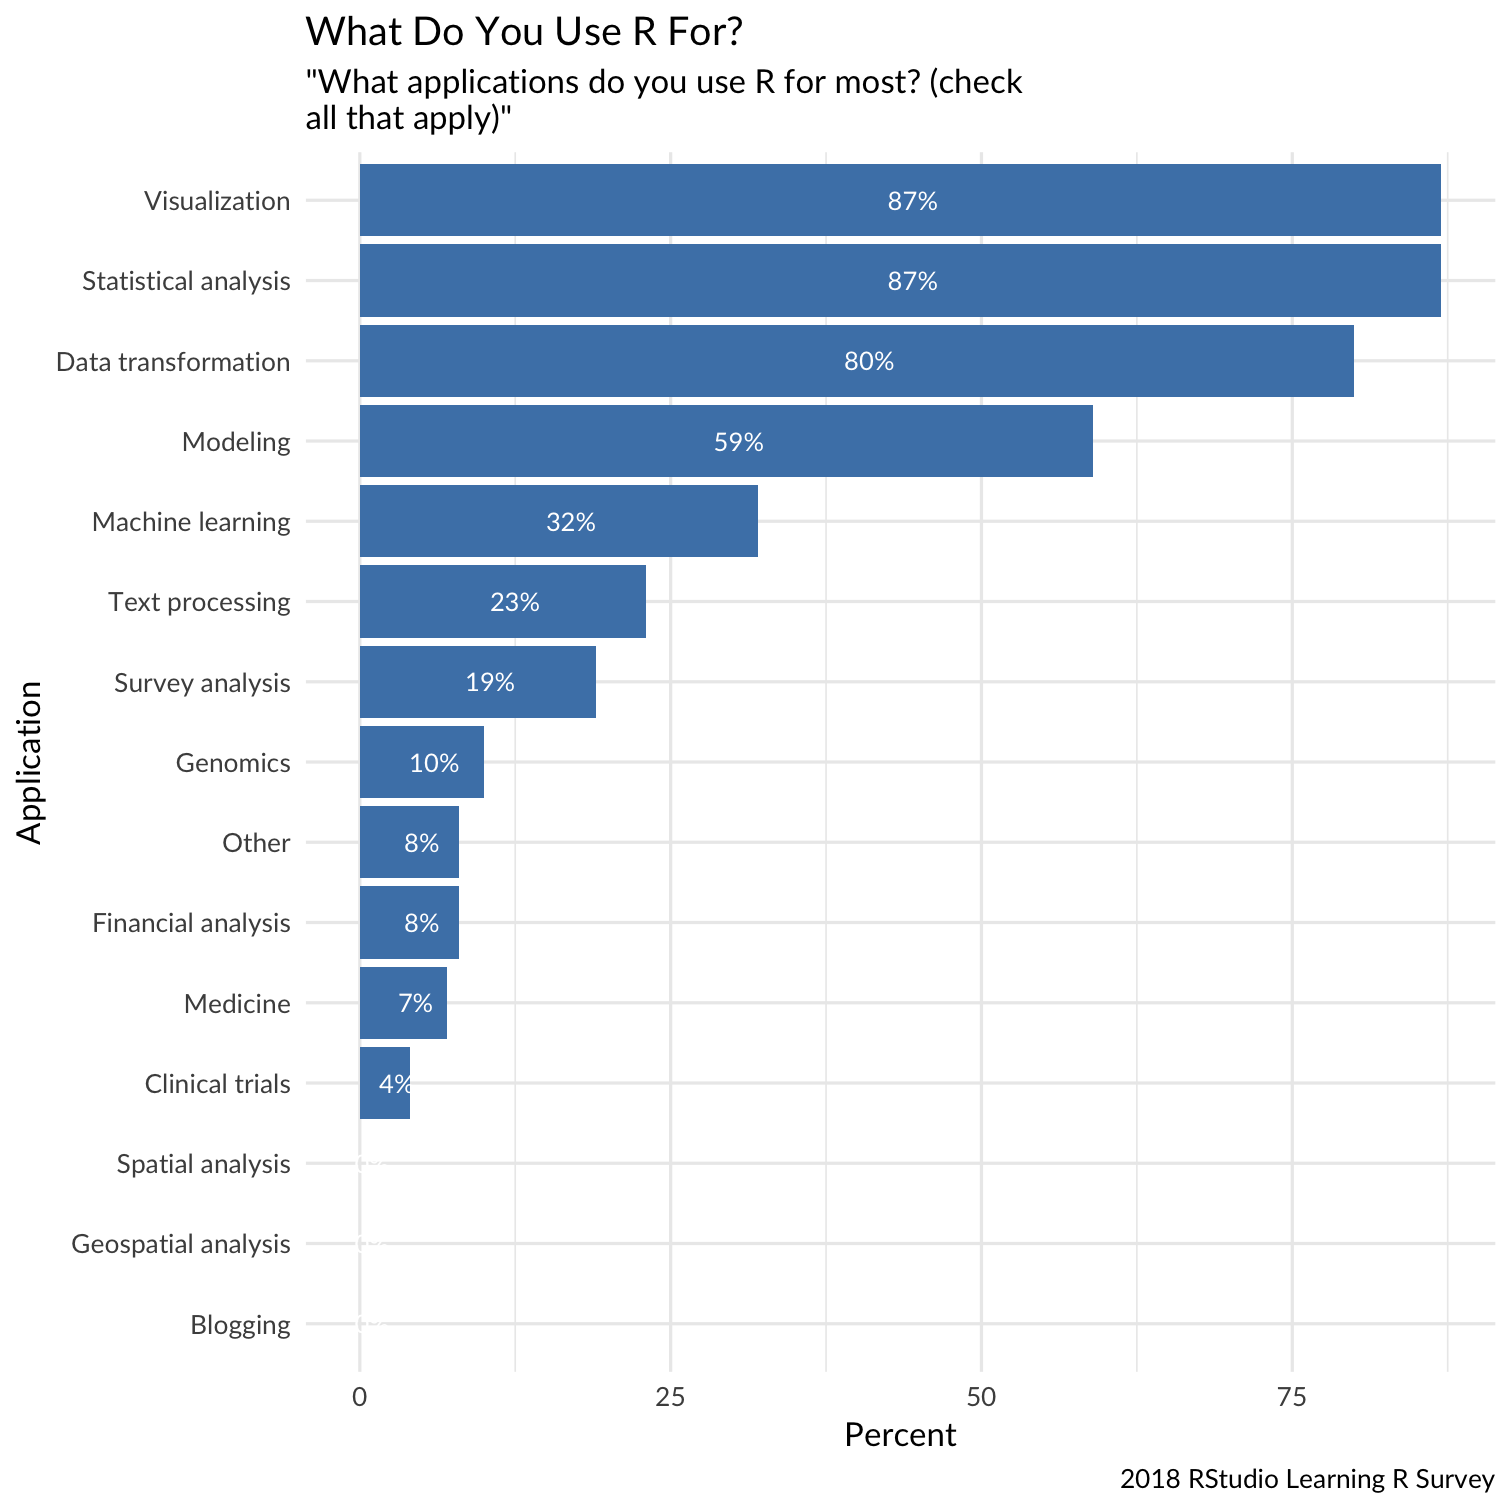 What Do You Use R For?
"What applications do you use R for most? (check
all that apply)"
Application
Visualization 87%
Statistical analysis 87%
Data transformation 80%
Modeling 59%
Machine learning 32%
Text processing 23%
Survey analysis 19%
Genomics 10%
Other 8%
Financial analysis 8%
Medicine 7%
Clinical trials 4%
Spatial analysis 0%
Geospatial analysis 0%
Blogging 0%
0 25 50 75
Percent
2018 RStudio Learning R Survey